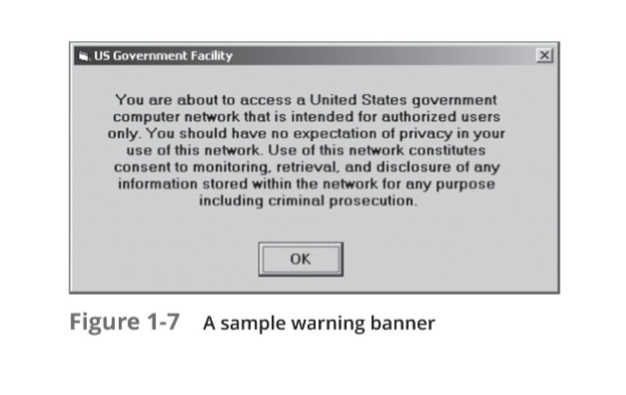 US Government Facility
You are about to access a United States government
computer network that is intended for authorized users
only. You should have no expectation of privacy in your
use of this network. Use of this network constitutes
consent to monitoring, retrieval, and disclosure of any
information stored within the network for any purpose
including criminal prosecution.
OK
Figure 1-7 A sample warning banner